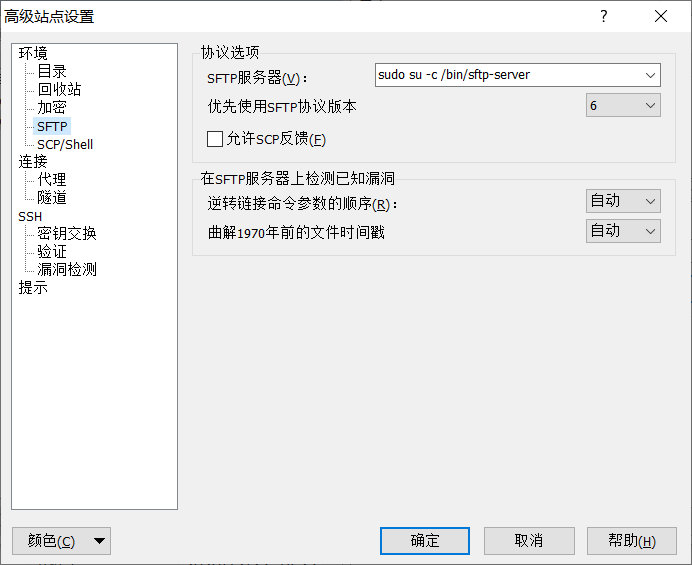 高级站点设置
环境
目录
回收站
加密
SFTP
SCP/Shell
连接
代理
隧道
SSH
密钥交换
验证
漏洞检测
提示
协议选项
SFTP服务器(V)： sudo su -c /bin/sftp-server
优先使用SFTP协议版本 6
允许SCP反馈(F)
在SFTP服务器上检测已知漏洞
逆转链接命令参数的顺序(R)： 自动
曲解1970年前的文件时间戳 自动
颜色(C) 确定 取消 帮助(H)